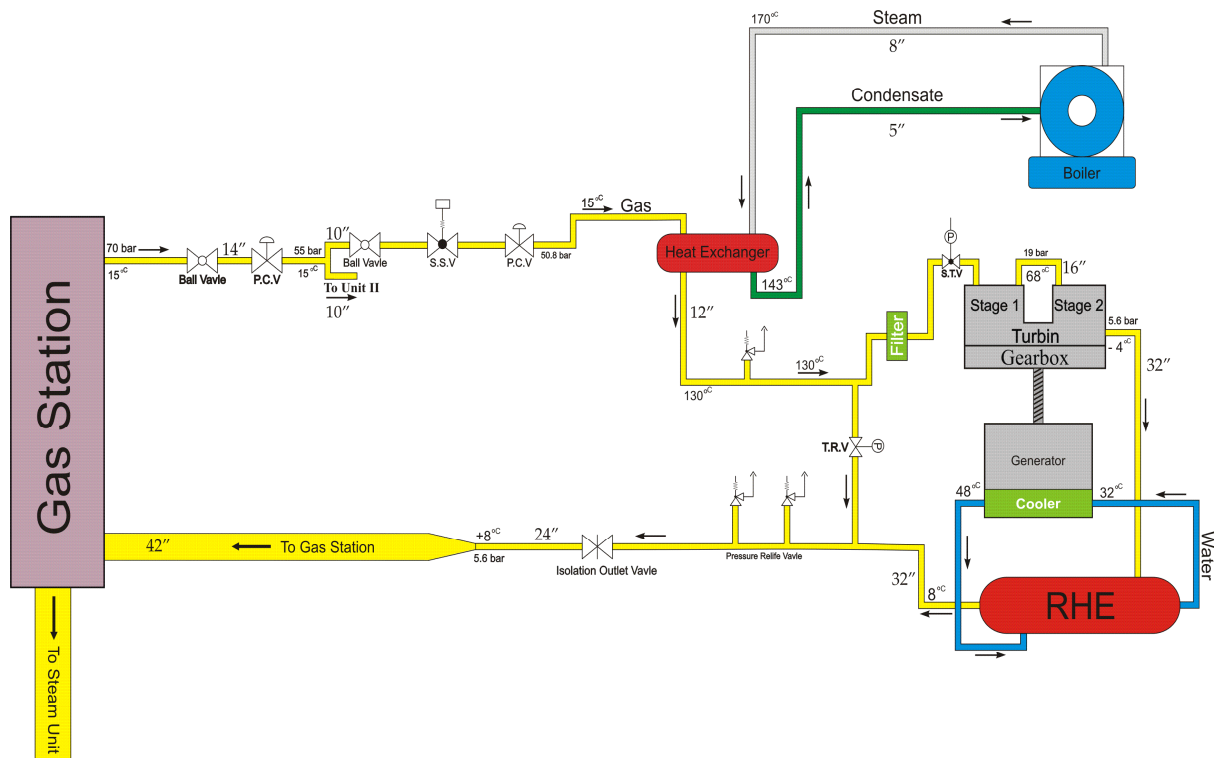 Steam
170°C
8″
Condensate
5″
Boiler
15°C
Gas
Heat Exchanger
143°C
70 bar
15°C
Ball Vavle
14″
P.C.V
55 bar
15°C
10″
Ball Vavle
S.S.V
P.C.V
50.8 bar
To Unit II
10″
12″
130°C
130°C
Filter
P
S.T.V
19 bar
68°C
16″
Stage 1
Stage 2
Turbin
Gearbox
5.6 bar
- 4°C
32″
T.R.V
P
Generator
Cooler
48°C
32°C
Water
RHE
8°C
32″
Pressure Relife Vavle
24″
Isolation Outlet Vavle
+8°C
5.6 bar
To Gas Station
42″
Gas Station
To Steam Unit